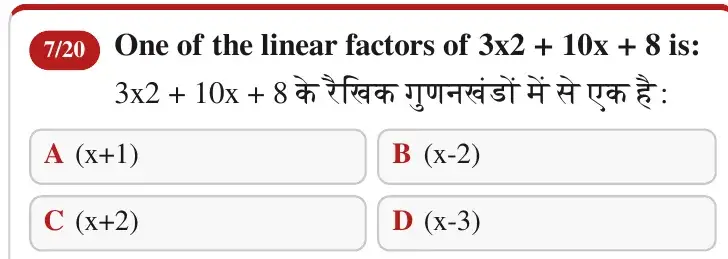 7/20 One of the linear factors of 3x2 + 10x + 8 is:
3x2 + 10x + 8 के रैखिक गुणनखंडों में से एक है :
A (x+1)
B (x-2)
C (x+2)
D (x-3)